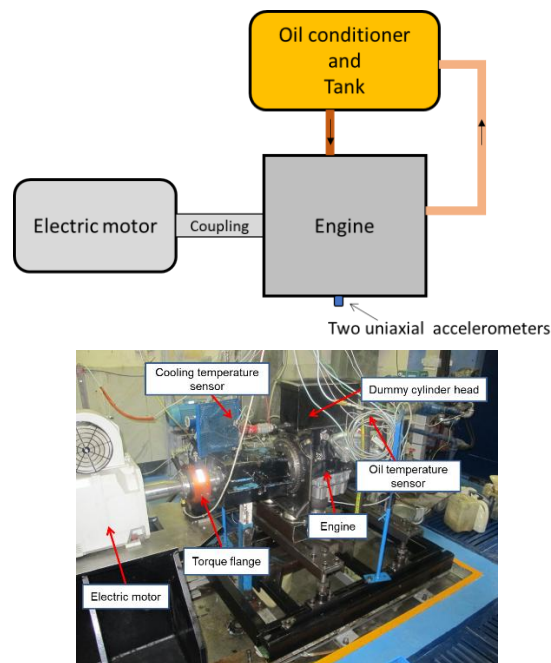 Oil conditioner
and
Tank
Electric motor
Coupling
Engine
Two uniaxial accelerometers
Cooling temperature
sensor
Dummy cylinder head
Oil temperature
sensor
Engine
Torque flange
Electric motor